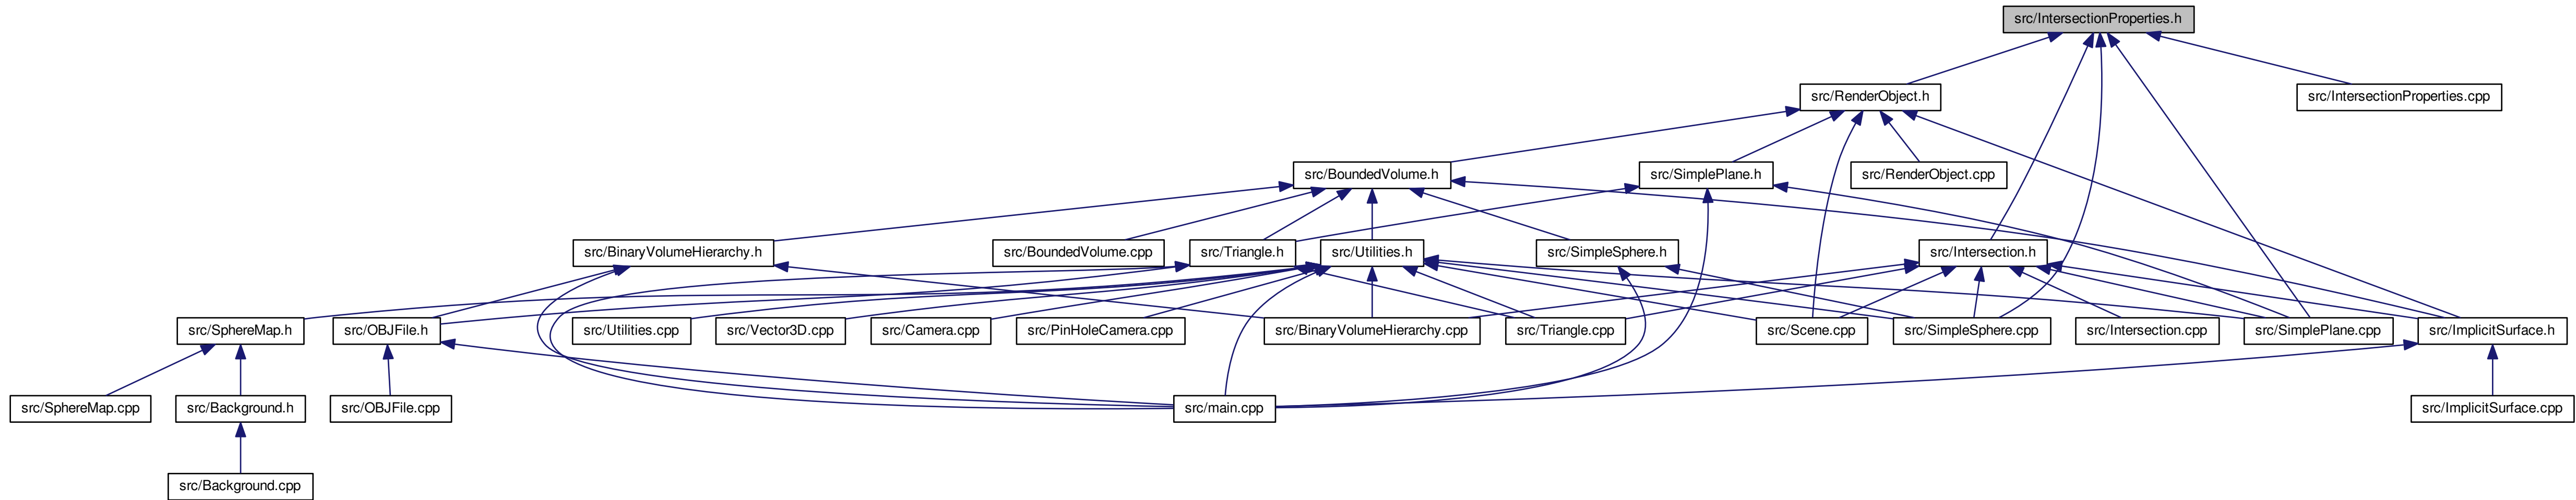 src/IntersectionProperties.h
src/RenderObject.h
src/IntersectionProperties.cpp
src/BoundedVolume.h
src/SimplePlane.h
src/RenderObject.cpp
src/BinaryVolumeHierarchy.h
src/BoundedVolume.cpp
src/Triangle.h
src/Utilities.h
src/SimpleSphere.h
src/Intersection.h
src/SphereMap.h
src/OBJFile.h
src/Utilities.cpp
src/Vector3D.cpp
src/Camera.cpp
src/PinHoleCamera.cpp
src/BinaryVolumeHierarchy.cpp
src/Triangle.cpp
src/Scene.cpp
src/SimpleSphere.cpp
src/Intersection.cpp
src/SimplePlane.cpp
src/ImplicitSurface.h
src/SphereMap.cpp
src/Background.h
src/OBJFile.cpp
src/main.cpp
src/ImplicitSurface.cpp
src/Background.cpp